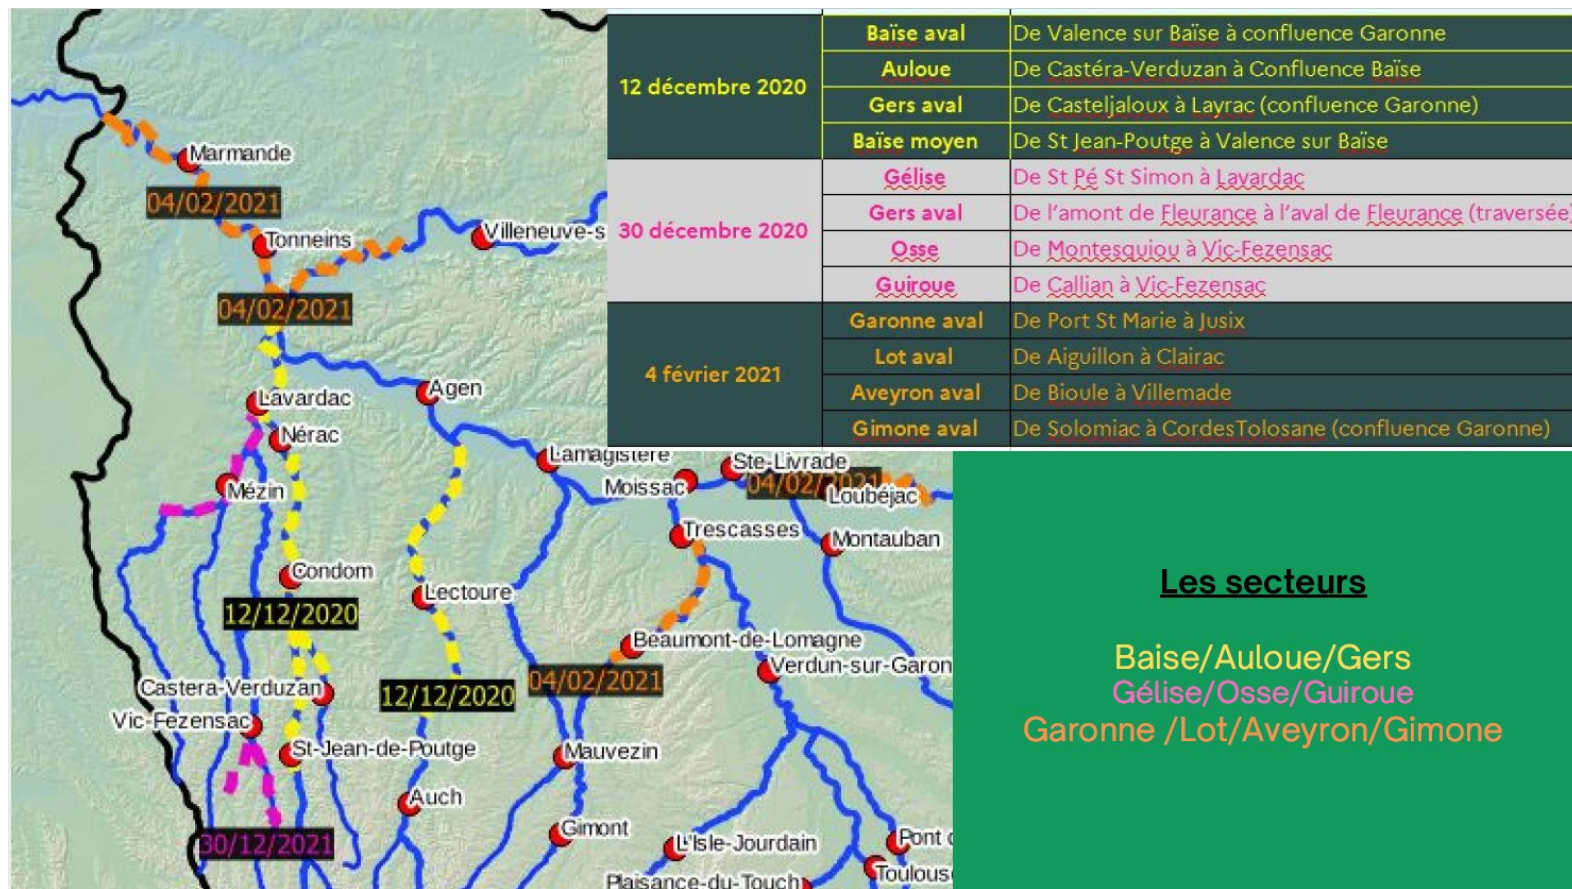 Marmande
04/02/2021
Tonneins
Villeneuve-s
04/02/2021
Agen
Lavardac
Nérac
Mézin
Condom
12/12/2020
Castera-Verduzan
Vic-Fezensac
St-Jean-de-Poutge
30/12/2021
Lectoure
12/12/2020
Auch
Lamagistère
Moissac
Ste-Livrade
04/02/2021
Loubéjac
Trescasses
Montauban
Beaumont-de-Lomagne
04/02/2021
Verdun-sur-Garon
Mauvezin
Gimont
L'Isle-Jourdain
Pont d
Toulous
Plaisance-du-Touch
12 décembre 2020
Baïse aval De Valence sur Baïse à confluence Garonne
Auloue De Castéra-Verduzan à Confluence Baïse
Gers aval De Casteljaloux à Layrac (confluence Garonne)
Baïse moyen De St Jean-Poutge à Valence sur Baïse
30 décembre 2020
Gélise De St Pé St Simon à Lavardac
Gers aval De l'amont de Fleurance à l'aval de Fleurance (traversée)
Osse De Montesquiou à Vic-Fezensac
Guiroue De Callian à Vic-Fezensac
4 février 2021
Garonne aval De Port St Marie à Jusix
Lot aval De Aiguillon à Clairac
Aveyron aval De Bioule à Villemade
Gimone aval De Solomiac à CordesTolosane (confluence Garonne)
Les secteurs
Baise/Auloue/Gers
Gélise/Osse/Guiroue
Garonne /Lot/Aveyron/Gimone